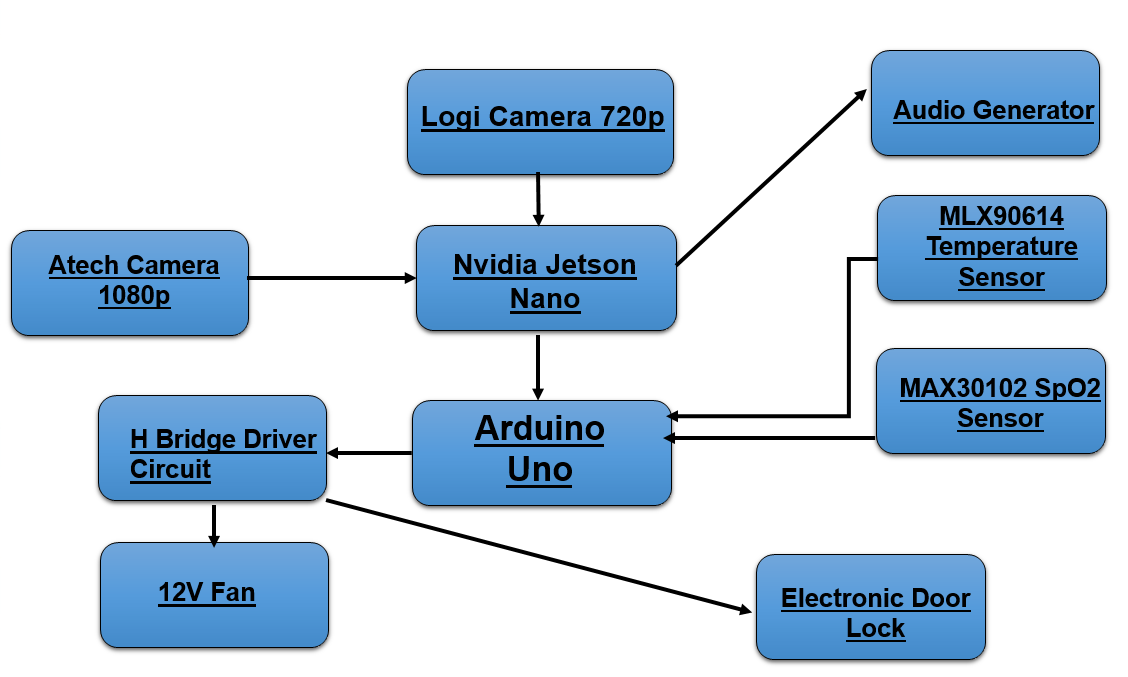 Logi Camera 720p
Audio Generator
MLX90614
Temperature
Sensor
Atech Camera
1080p
Nvidia Jetson
Nano
MAX30102 SpO2
Sensor
H Bridge Driver
Circuit
Arduino
Uno
12V Fan
Electronic Door
Lock